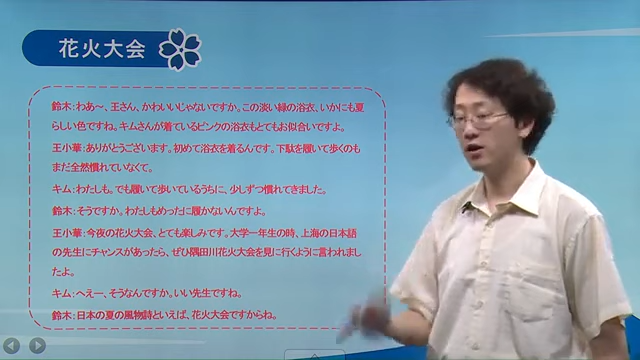 花火大会
鈴木：わあ～、王さん、かわいいじゃないですか。この淡い緑の浴衣、いかにも夏
らしい色ですね。キムさんが着ているピンクの浴衣もとてもお似合いですよ。
王小華：ありがとうございます。初めて浴衣を着るんです。下駄を履いて歩くのも
まだ全然慣れていなくて。
キム：わたしも。でも履いて歩いているうちに、少しずつ慣れてきました。
鈴木：そうですか。わたしもめったに履かないんですよ。
王小華：今夜の花火大会、とても楽しみです。大学一年生の時、上海の日本語
の先生にチャンスがあったら、ぜひ隅田川花火大会を見に行くように言われまし
たよ。
キム：へえー、そうなんですか。いい先生ですね。
鈴木：日本の夏の風物詩といえば、花火大会ですからね。